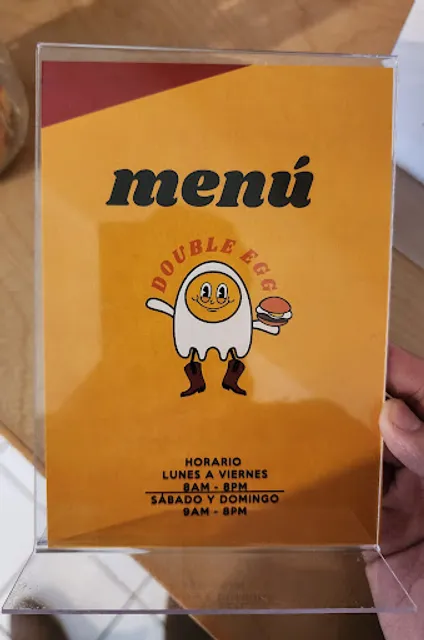 menú
DOUBLE EGG
HORARIO
LUNES A VIERNES
8AM - 8PM
SÁBADO Y DOMINGO
9AM - 8PM